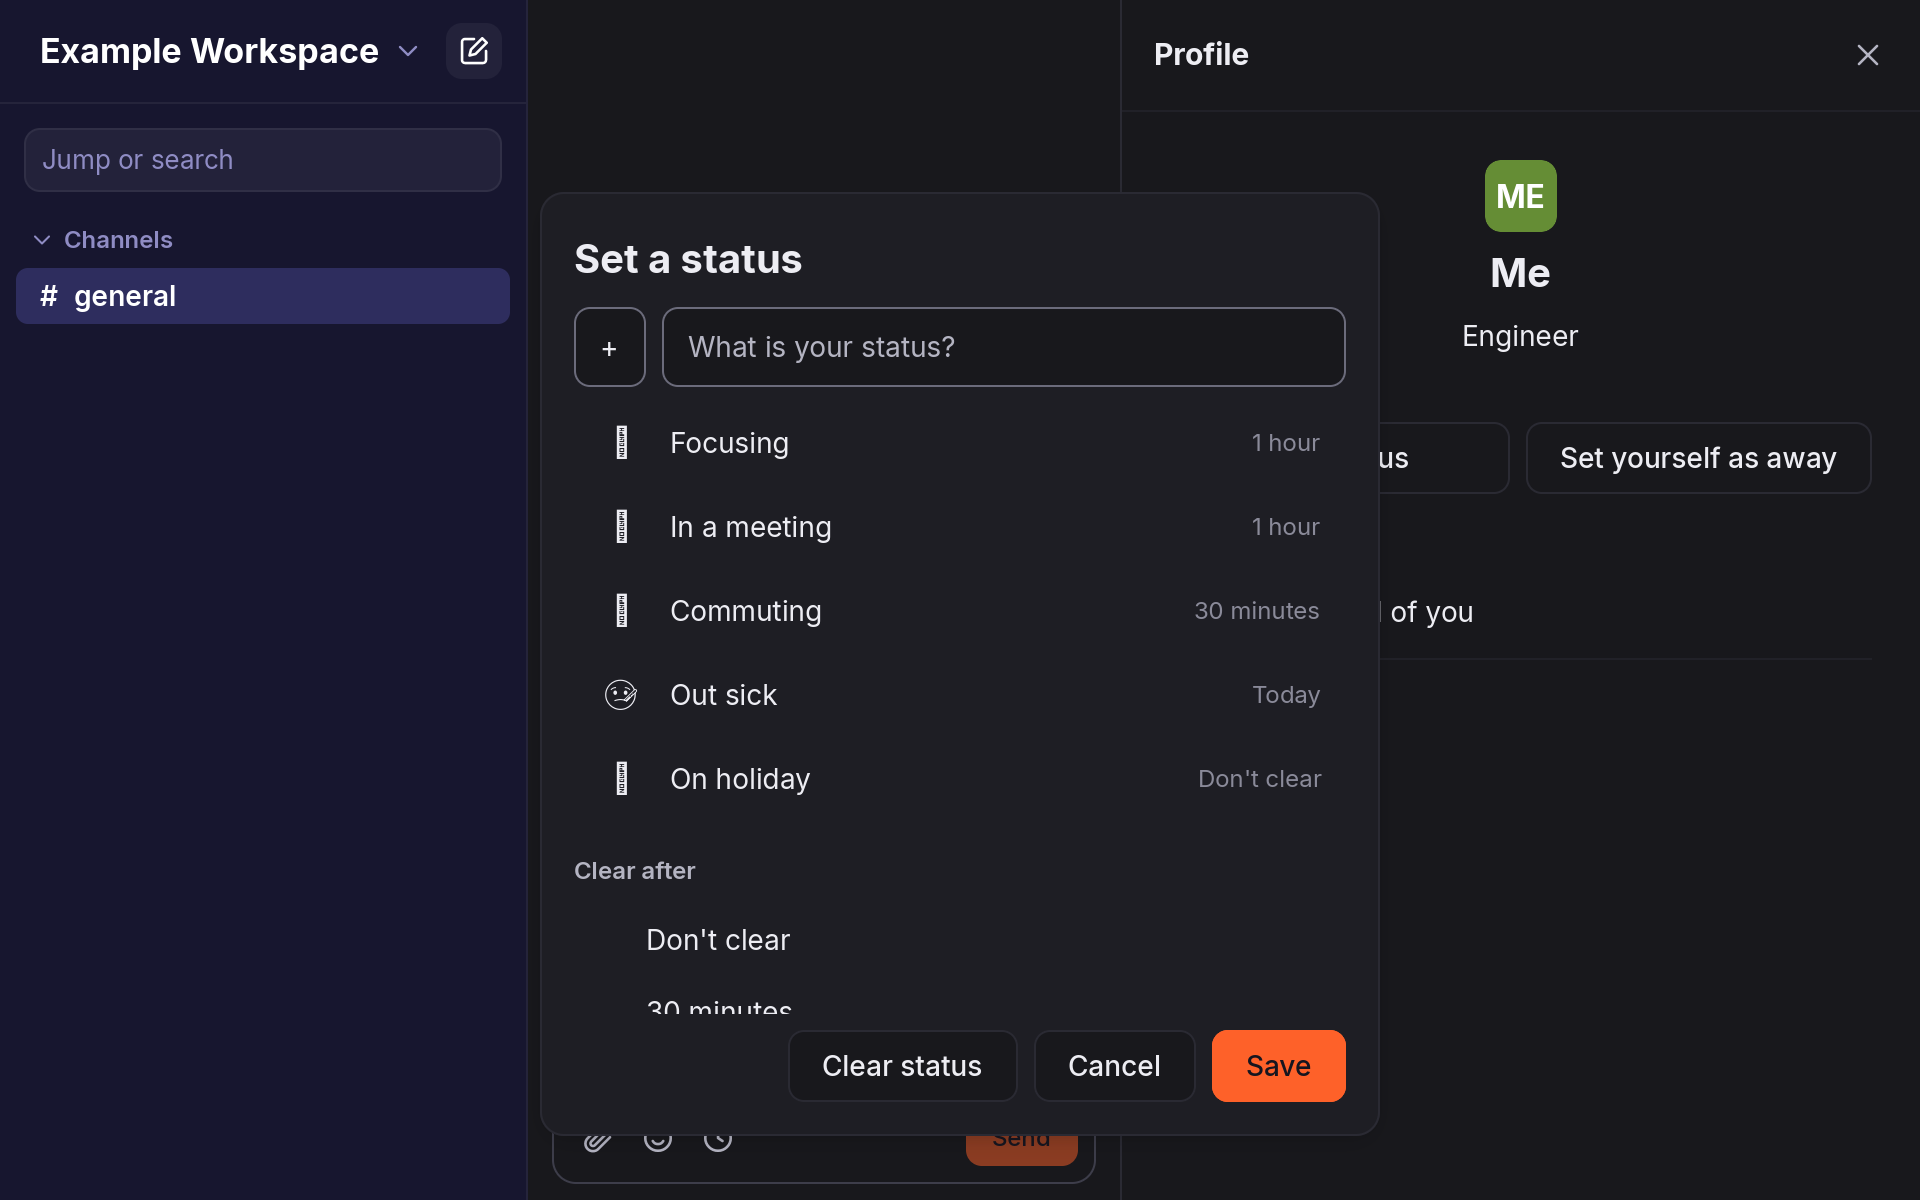 Example Workspace
Jump or search
Channels
# general
Profile
ME
Me
Engineer
us
Set yourself as away
of you
Set a status
+
What is your status?
Focusing 1 hour
In a meeting 1 hour
Commuting 30 minutes
Out sick Today
On holiday Don't clear
Clear after
Don't clear
30 minutes
Clear status
Cancel
Save
Send